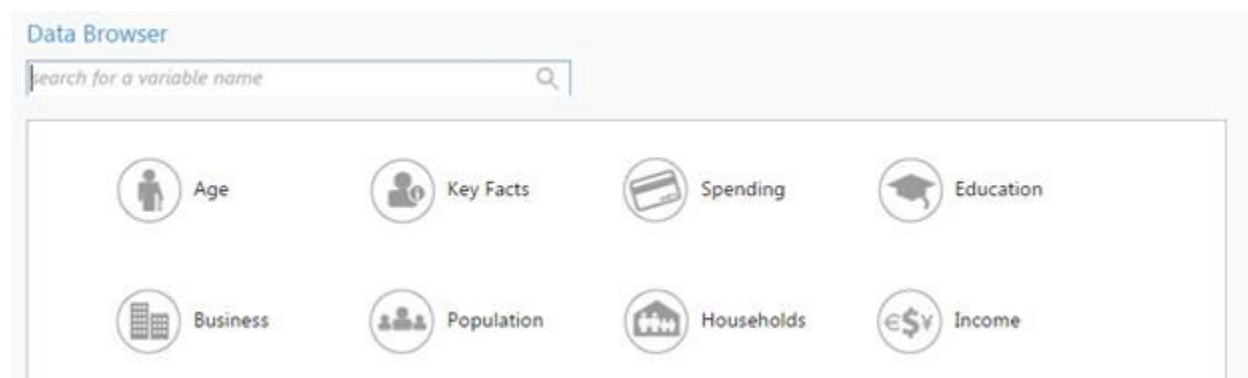 Data Browser
search for a variable name
Age Key Facts Spending Education
Business Population Households €$¥ Income